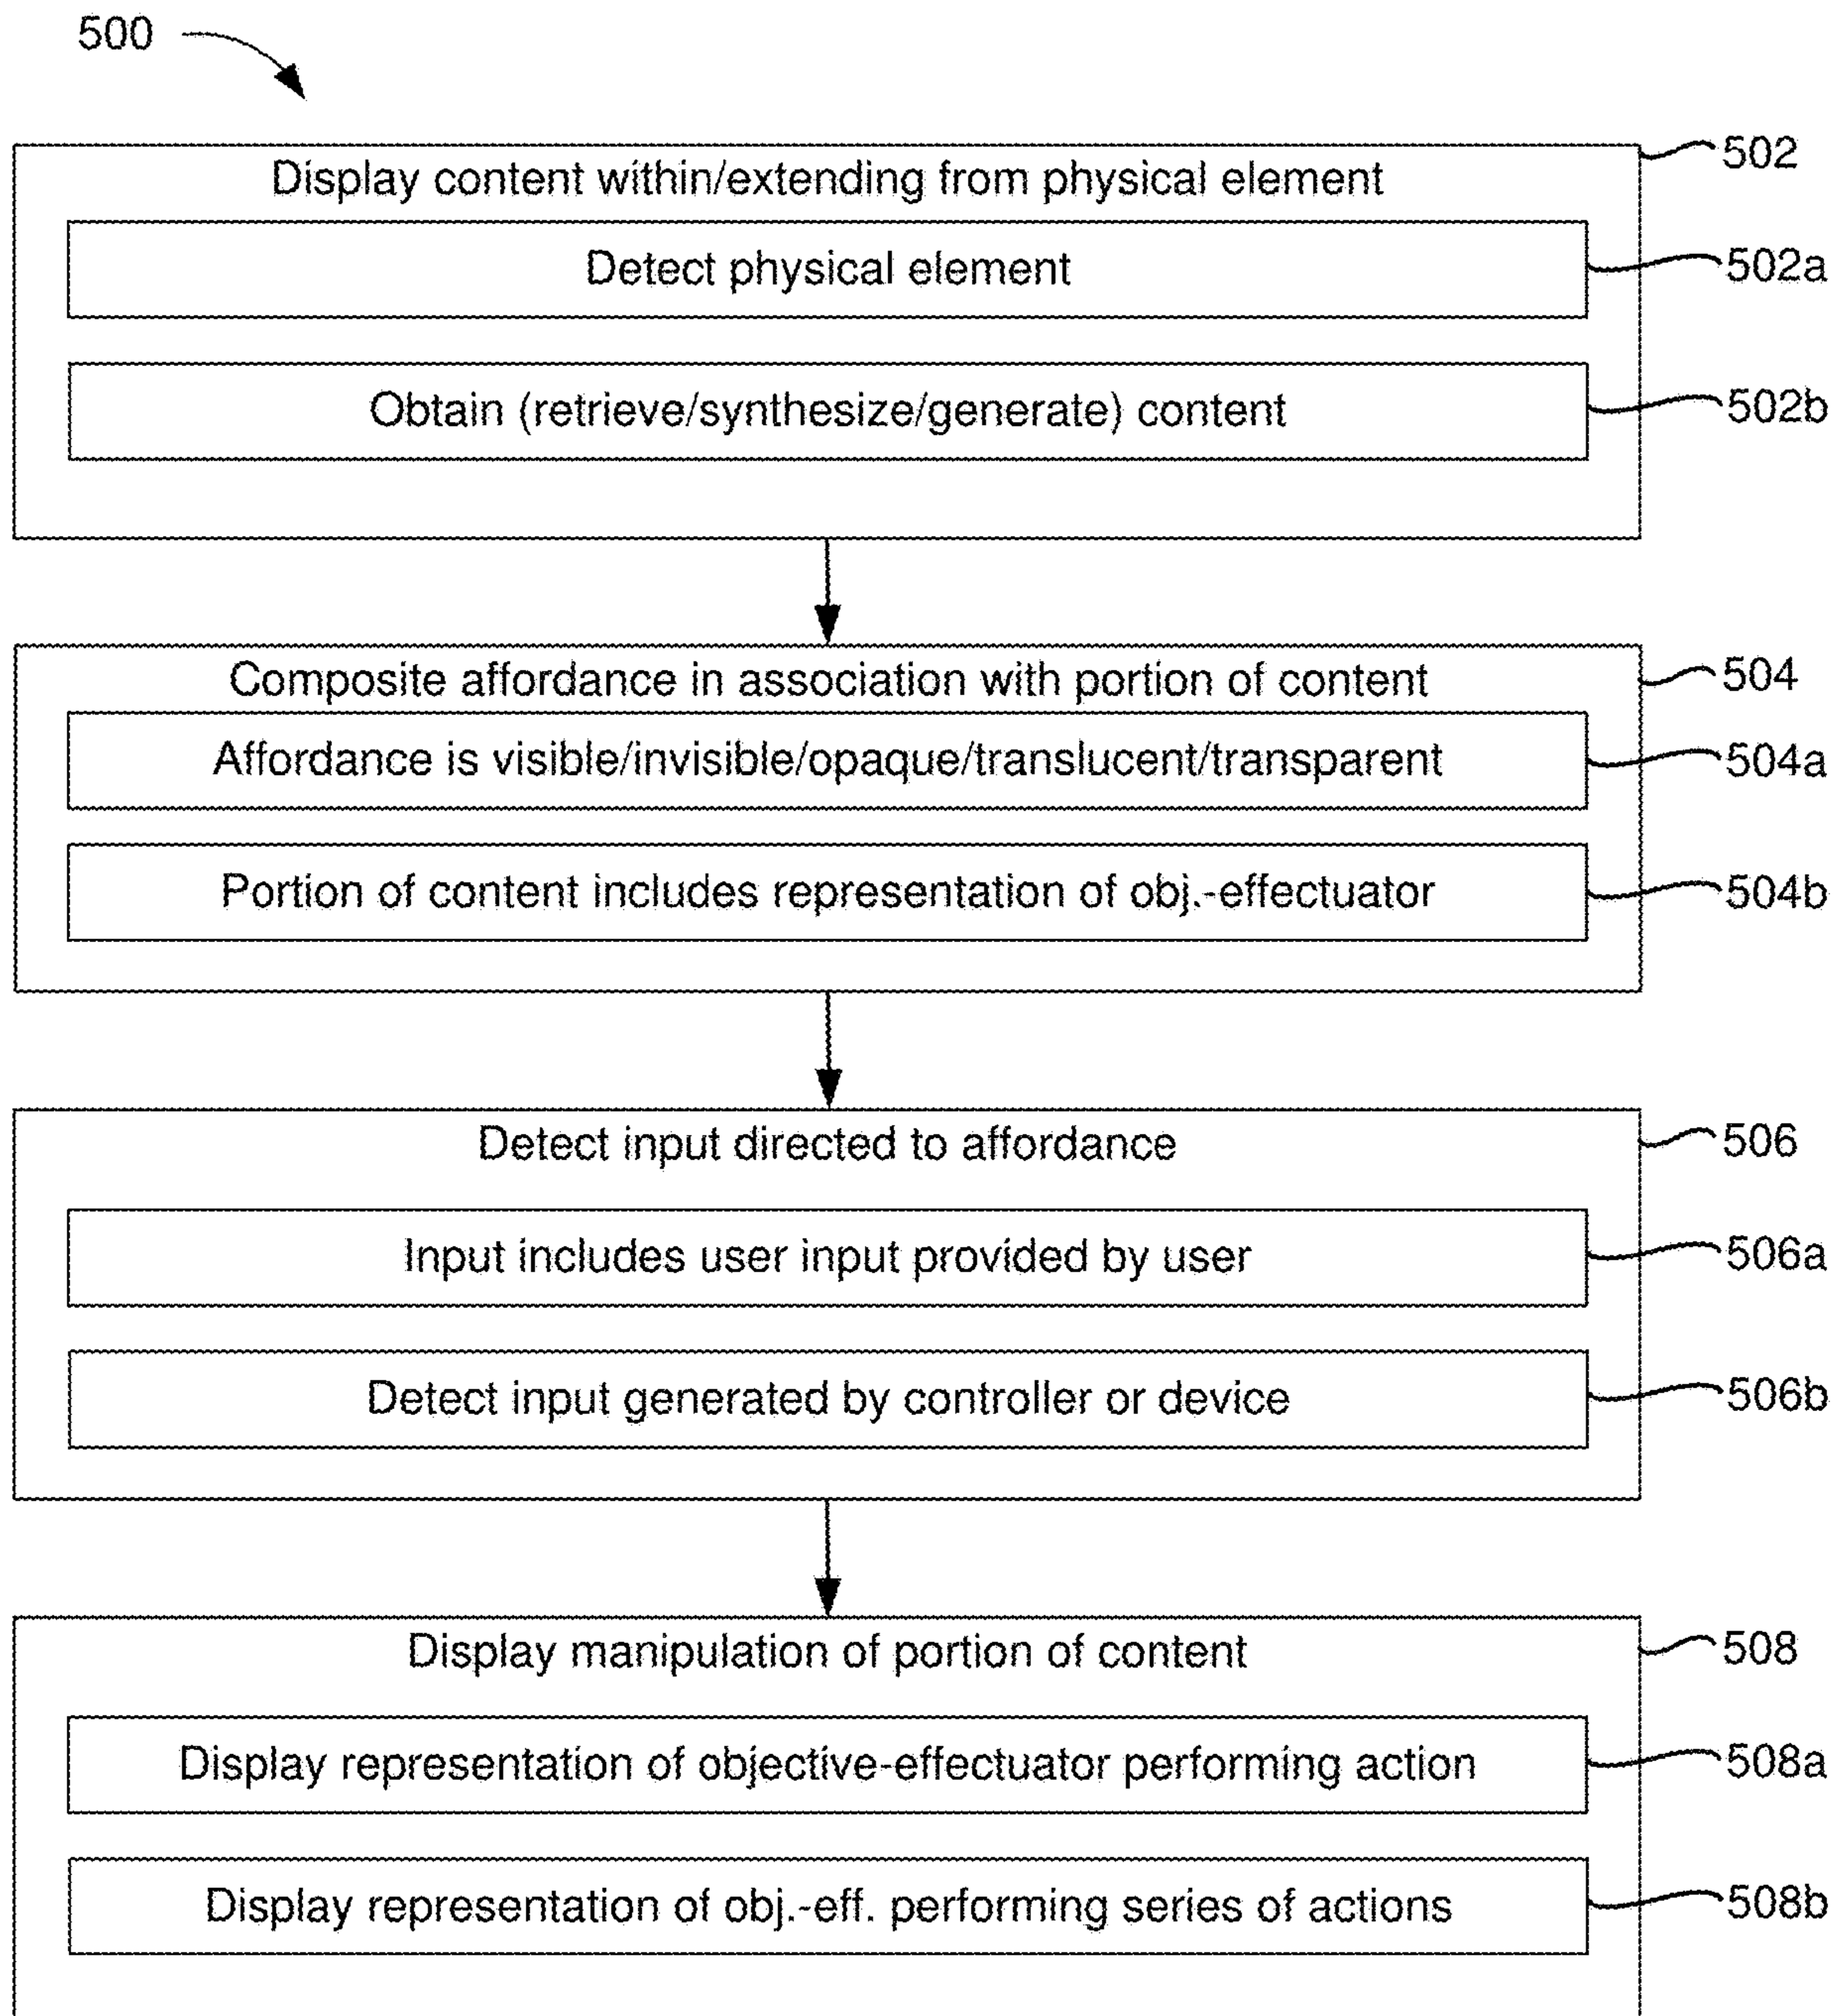 500
Display content within/extending from physical element 502
Detect physical element 502a
Obtain (retrieve/synthesize/generate) content 502b
Composite affordance in association with portion of content 504
Affordance is visible/invisible/opaque/translucent/transparent 504a
Portion of content includes representation of obj.-effectuator 504b
Detect input directed to affordance 506
Input includes user input provided by user 506a
Detect input generated by controller or device 506b
Display manipulation of portion of content 508
Display representation of objective-effectuator performing action 508a
Display representation of obj.-eff. performing series of actions 508b